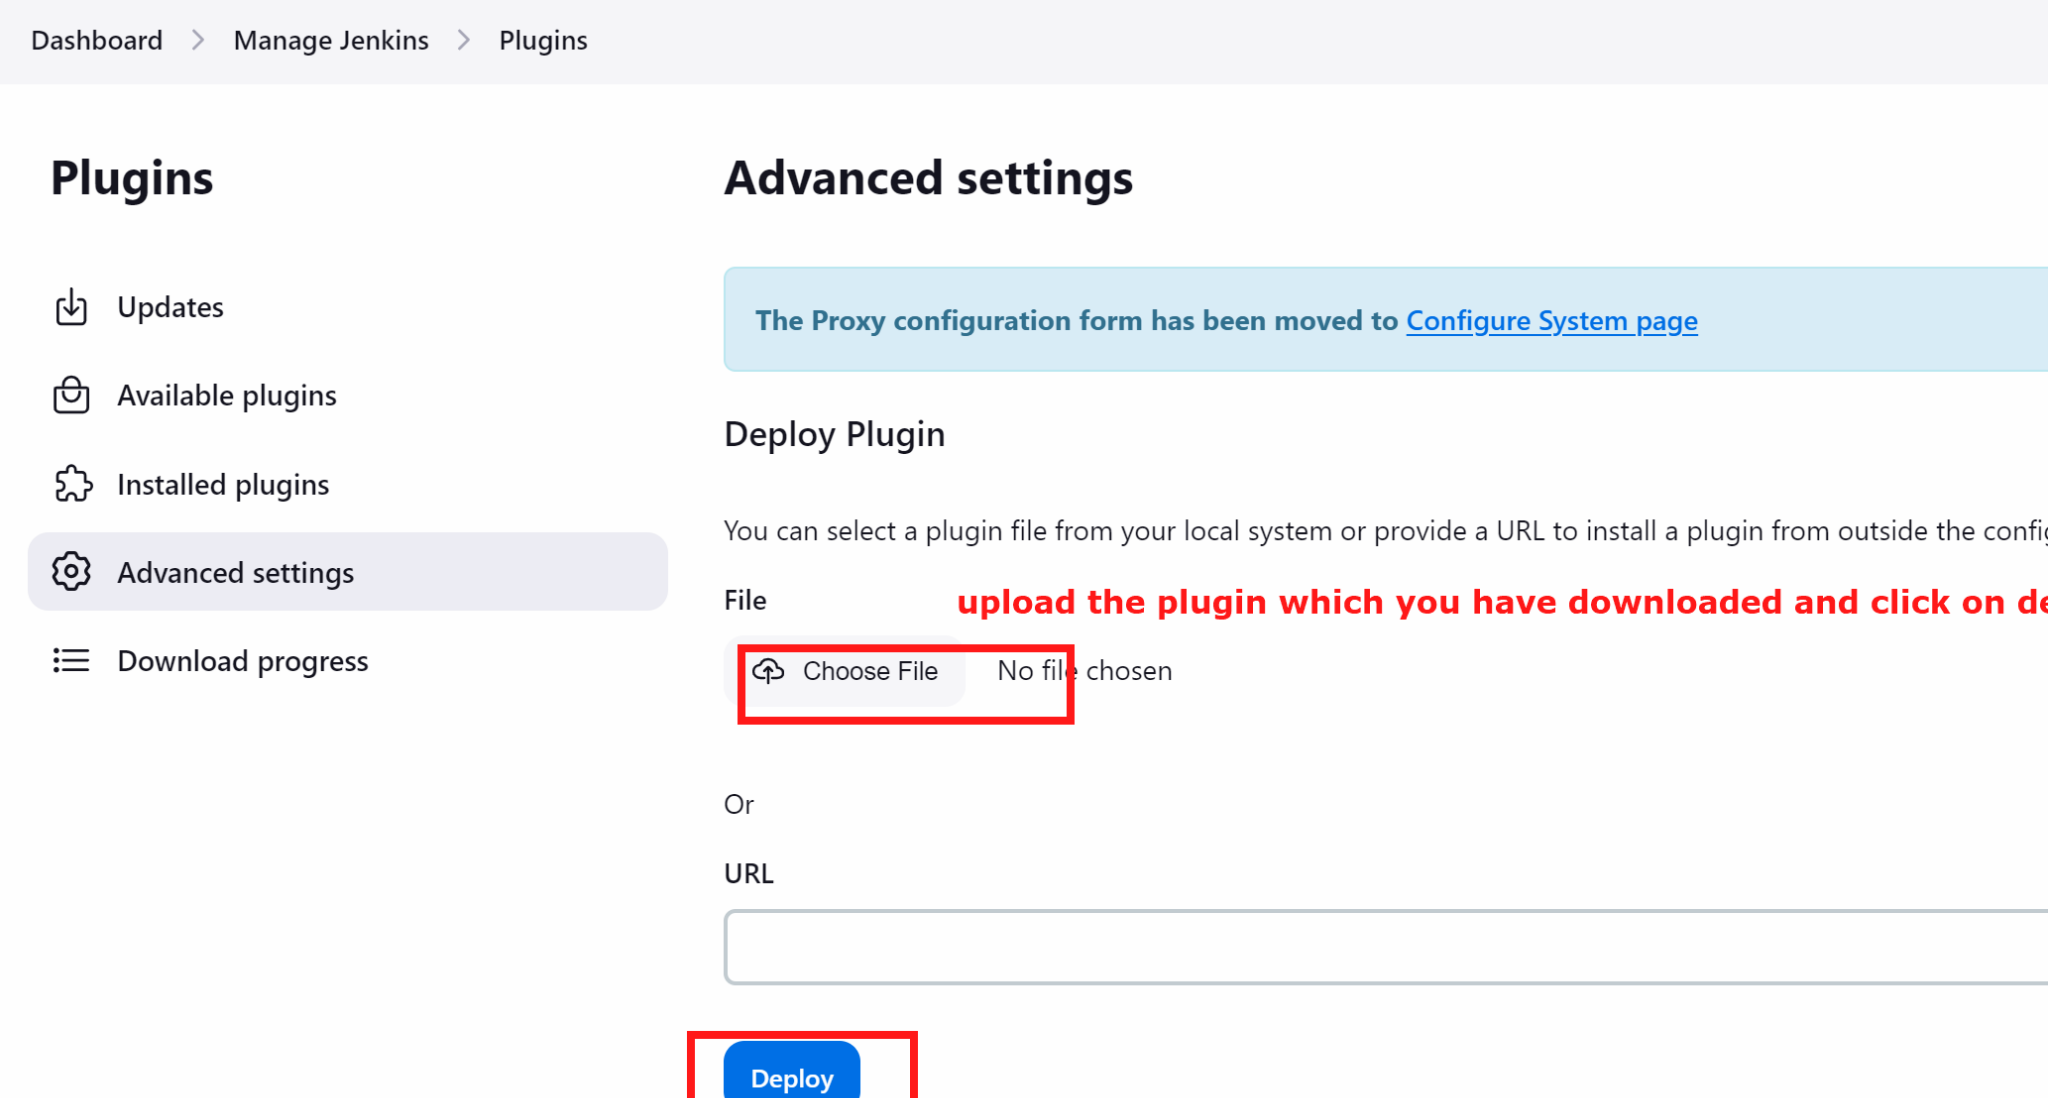 Dashboard > Manage Jenkins > Plugins
Plugins
Updates
Available plugins
Installed plugins
Advanced settings
Download progress
Advanced settings
The Proxy configuration form has been moved to Configure System page
Deploy Plugin
You can select a plugin file from your local system or provide a URL to install a plugin from outside the
File
upload the plugin which you have downloaded and click on
Choose File No file chosen
Or
URL
Deploy